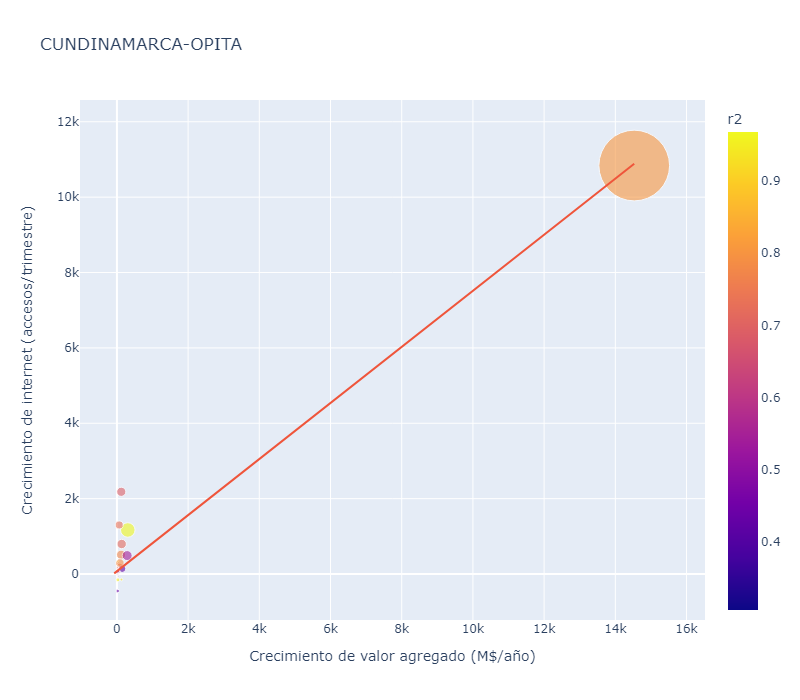 CUNDINAMARCA-OPITA
r2
12k
10k
8k
6k
4k
2k
0
Crecimiento de internet (accesos/trimestre)
0 2k 4k 6k 8k 10k 12k 14k 16k
Crecimiento de valor agregado (M$/año)
0.9
0.8
0.7
0.6
0.5
0.4